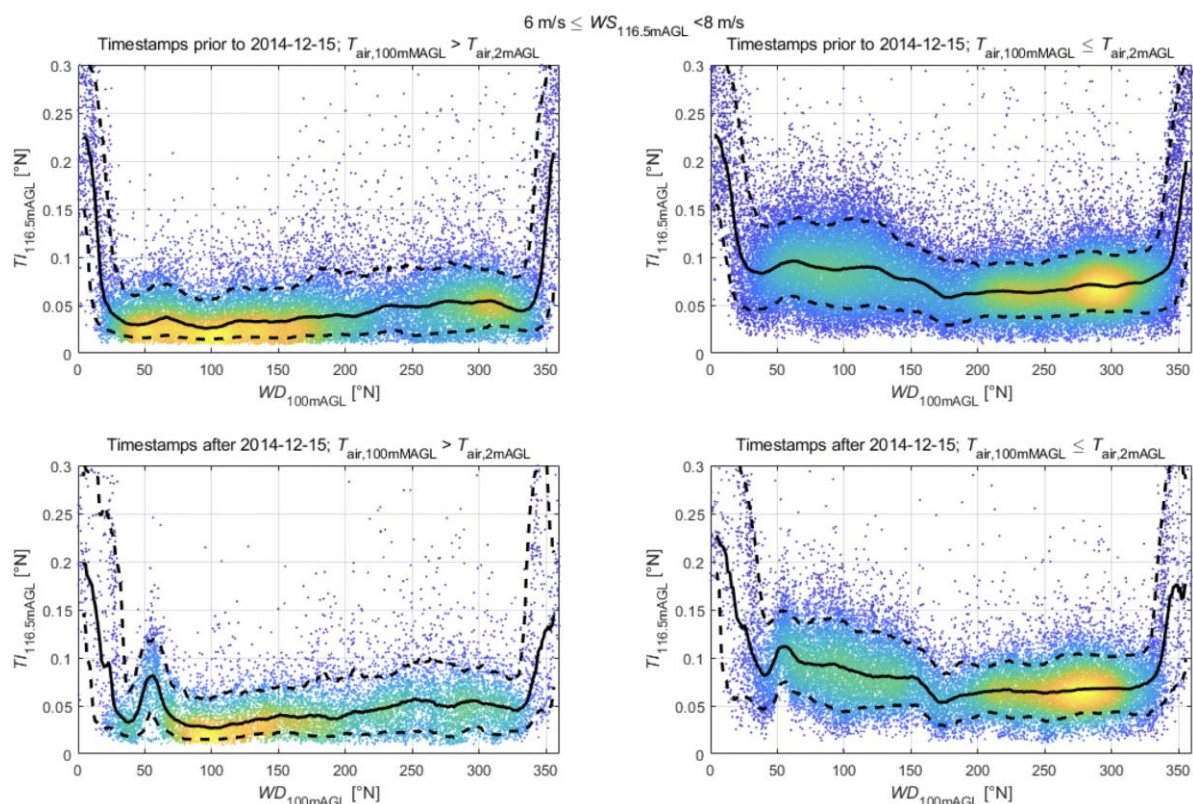 6 m/s ≤ WS116.5mAGL <8 m/s
Timestamps prior to 2014-12-15; Tair,100mMAGL > Tair,2mAGL
0.3
0.25
0.2
0.15
0.1
0.05
0
TI116.5mAGL [°N]
0 50 100 150 200 250 300 350
WD100mAGL [°N]
Timestamps prior to 2014-12-15; Tair,100mMAGL ≤ Tair,2mAGL
0.3
0.25
0.2
0.15
0.1
0.05
0
TI116.5mAGL [°N]
0 50 100 150 200 250 300 350
WD100mAGL [°N]
Timestamps after 2014-12-15; Tair,100mMAGL > Tair,2mAGL
0.3
0.25
0.2
0.15
0.1
0.05
0
TI116.5mAGL [°N]
0 50 100 150 200 250 300 350
WD100mAGL [°N]
Timestamps after 2014-12-15; Tair,100mMAGL ≤ Tair,2mAGL
0.3
0.25
0.2
0.15
0.1
0.05
0
TI116.5mAGL [°N]
0 50 100 150 200 250 300 350
WD100mAGL [°N]